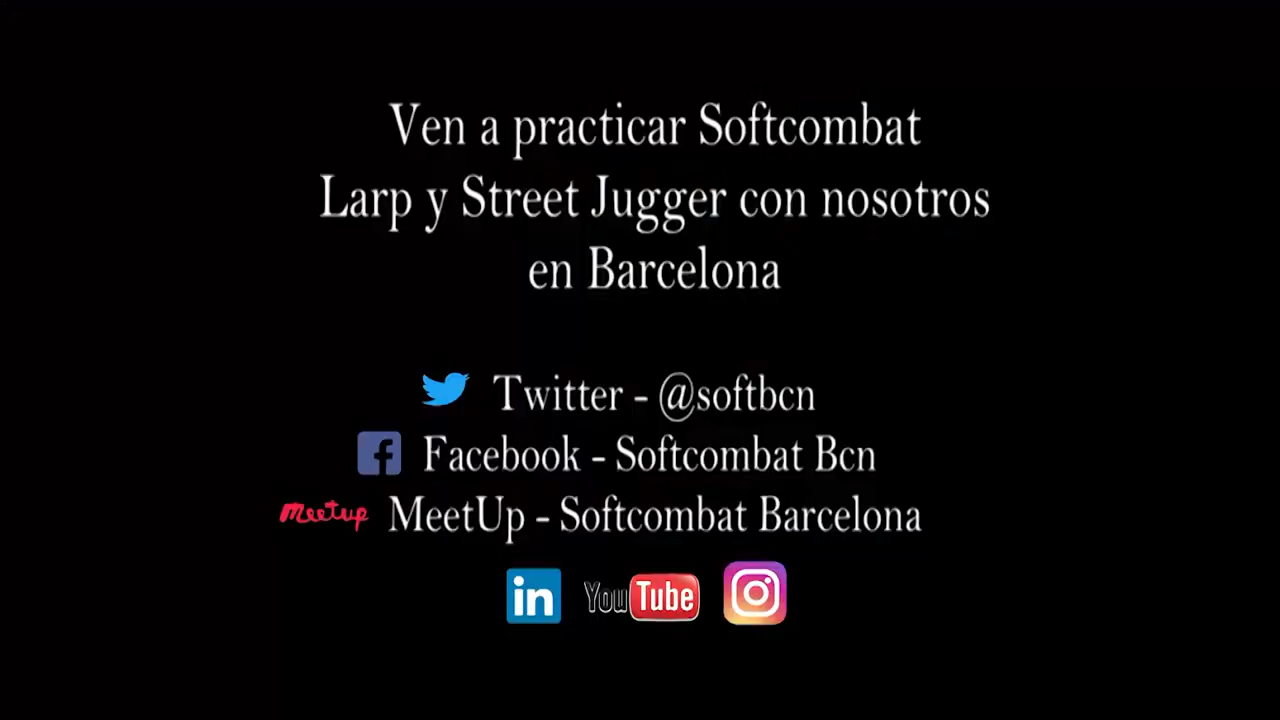 Ven a practicar Softcombat
Larp y Street Jugger con nosotros
en Barcelona
Twitter - @softbcn
f Facebook - Softcombat Bcn
meetup MeetUp - Softcombat Barcelona
in YouTube